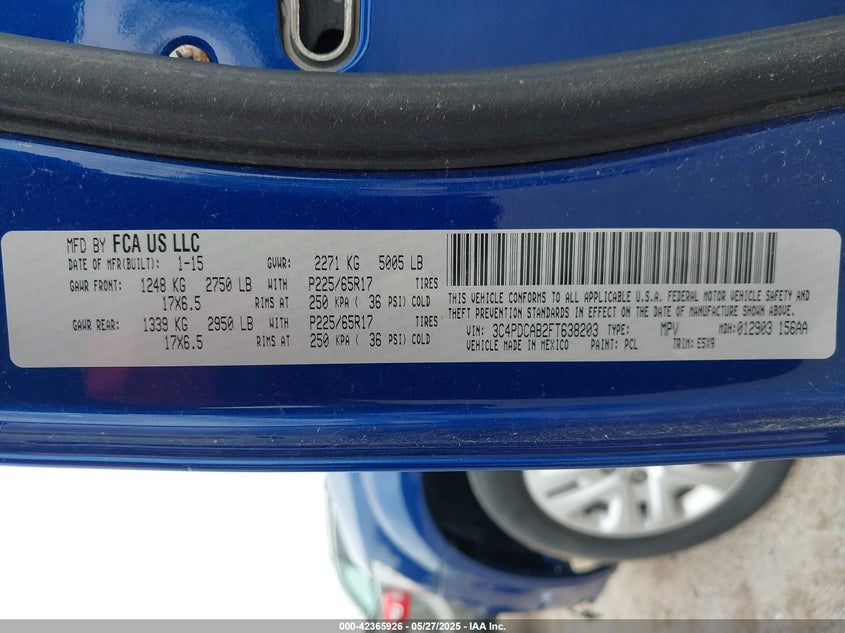 MFD BY FCA US LLC
DATE OF MFR(BUILT): 1-15 GVWR: 2271 KG 5005 LB
GAWR FRONT: 1248 KG 2750 LB WITH P225/65R17 TIRES
17X6.5 RIMS AT 250 KPA ( 36 PSI) COLD
GAWR REAR: 1339 KG 2950 LB WITH P225/65R17 TIRES
17X6.5 RIMS AT 250 KPA ( 36 PSI) COLD
THIS VEHICLE CONFORMS TO ALL APPLICABLE U.S.A. FEDERAL MOTOR VEHICLE SAFETY AND
THEFT PREVENTION STANDARDS IN EFFECT ON THE DATE OF MANUFACTURE SHOWN ABOVE.
VIN: 3C4PDCAB2FT638203 TYPE: MPV MDH:012903 156AA
VEHICLE MADE IN MEXICO PAINT: PCL TRIM: E5X9
000-42365926 - 05/27/2025 - IAA Inc.